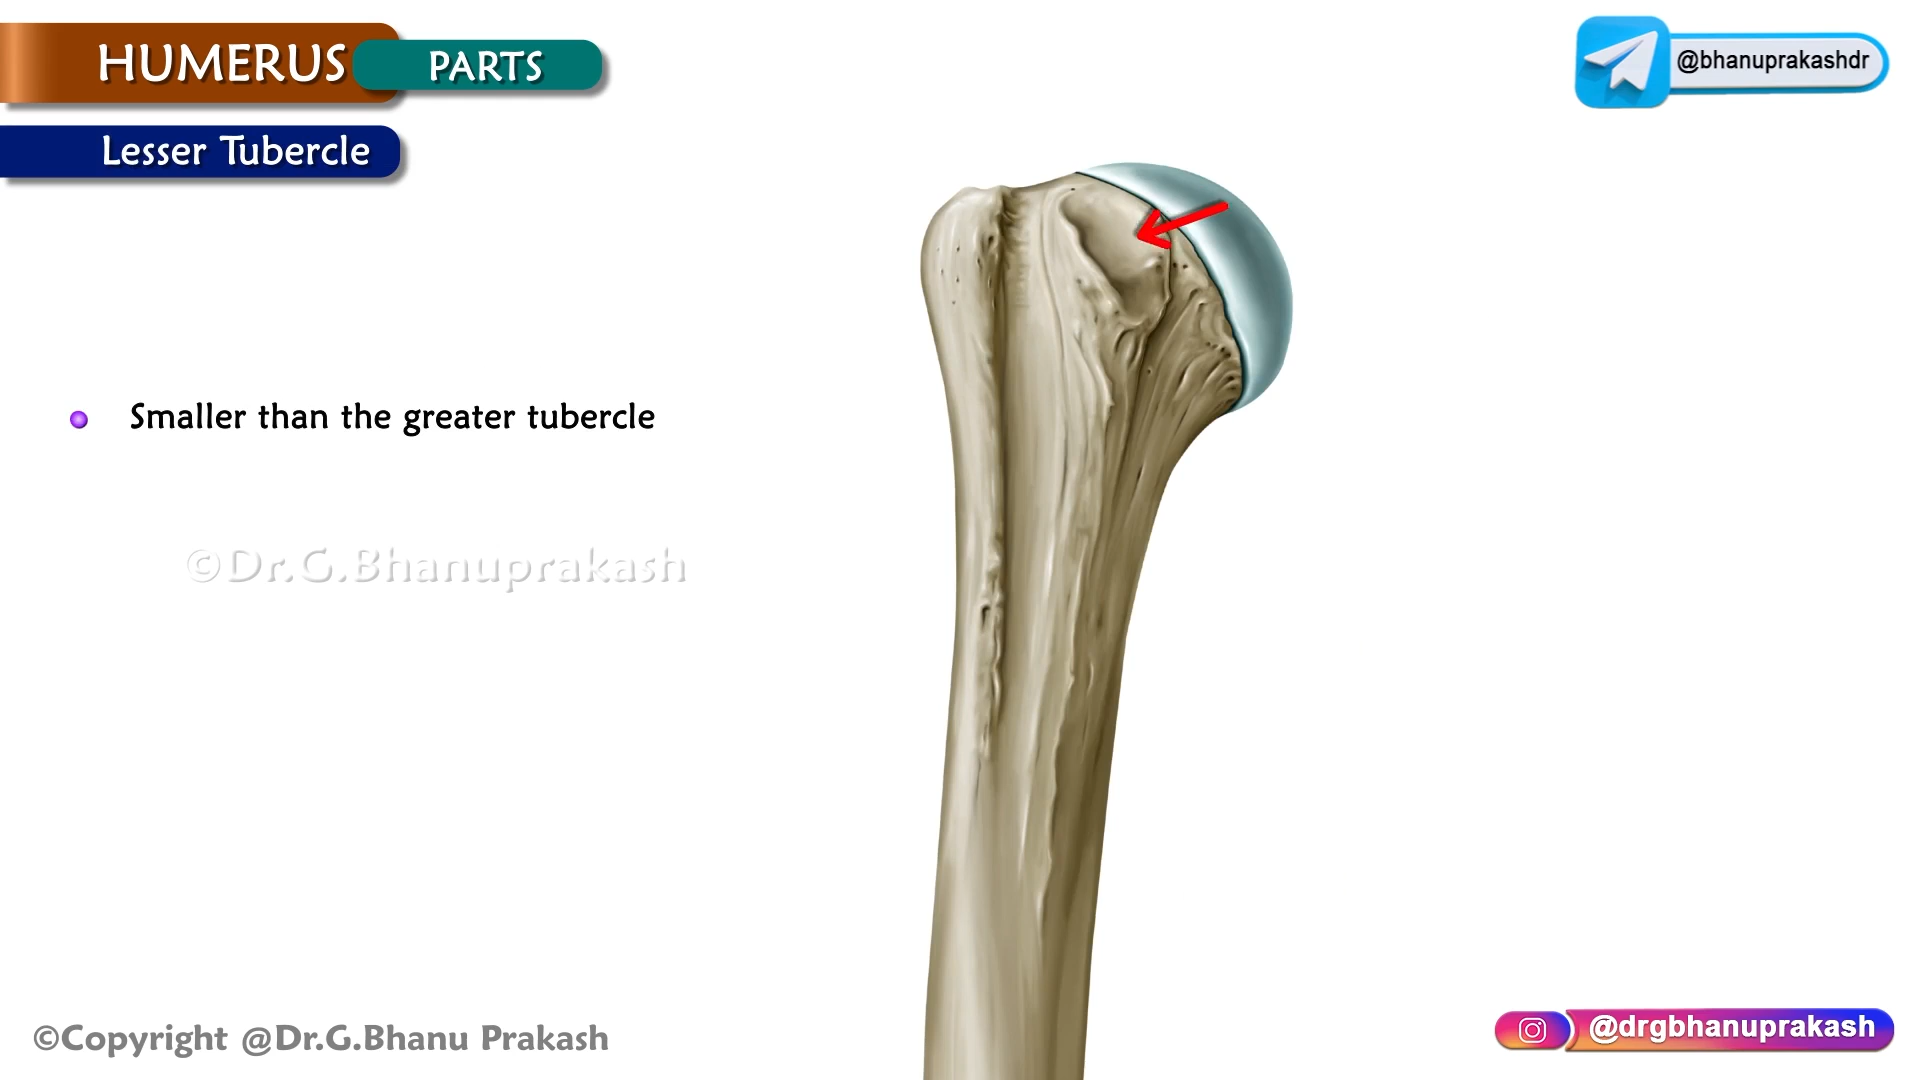 HUMERUS PARTS
@bhanuprakashdr
Lesser Tubercle
Smaller than the greater tubercle
©Dr.G.Bhanuprakash
©Copyright @Dr.G.Bhanu Prakash
@drgbhanuprakash